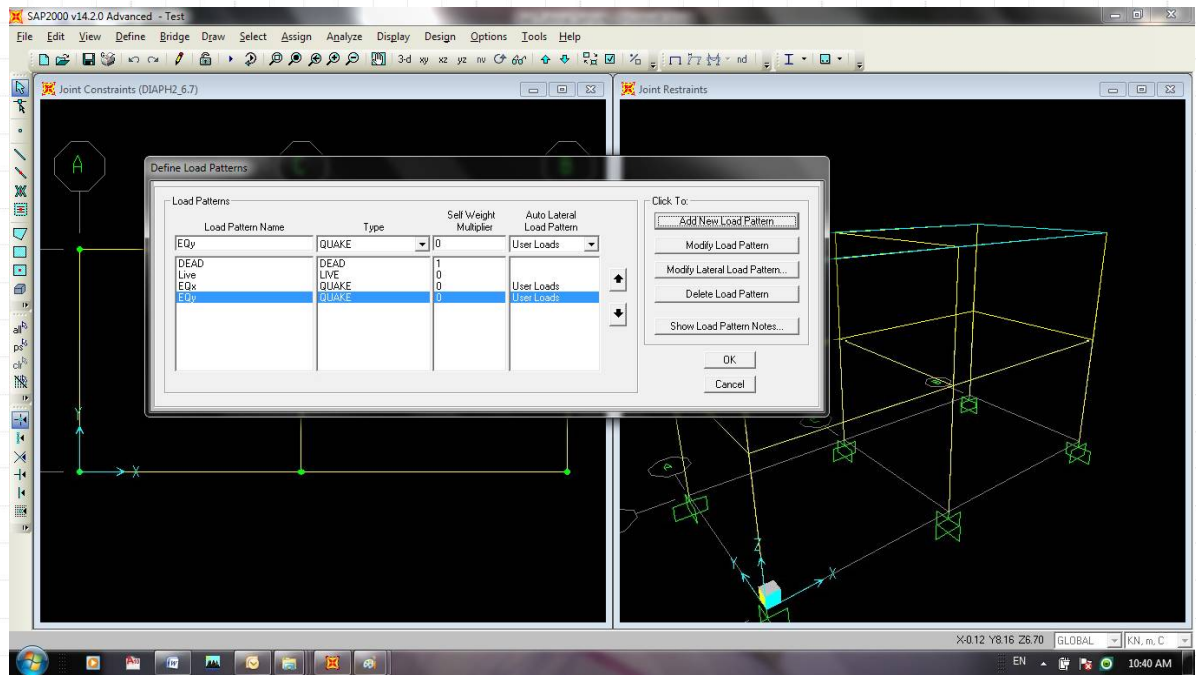 SAP2000 v14.2.0 Advanced - Test
File Edit View Define Bridge Draw Select Assign Analyze Display Design Options Tools Help
3-d xy xz yz nv nd
Joint Constraints (DIAPH2_6.7)
Joint Restraints
A
C
B
Define Load Patterns
Load Patterns
Click To:
Load Pattern Name Type Self Weight Multiplier Auto Lateral Load Pattern
EQy QUAKE 0 User Loads
DEAD DEAD 1
Live LIVE 0
EQx QUAKE 0 User Loads
EQy QUAKE 0 User Loads
Add New Load Pattern
Modify Load Pattern
Modify Lateral Load Pattern...
Delete Load Pattern
Show Load Pattern Notes...
OK
Cancel
all
ps
clr
Y
X
A
Z
Y
X
X-0.12 Y8.16 Z6.70 GLOBAL KN, m, C
EN 10:40 AM